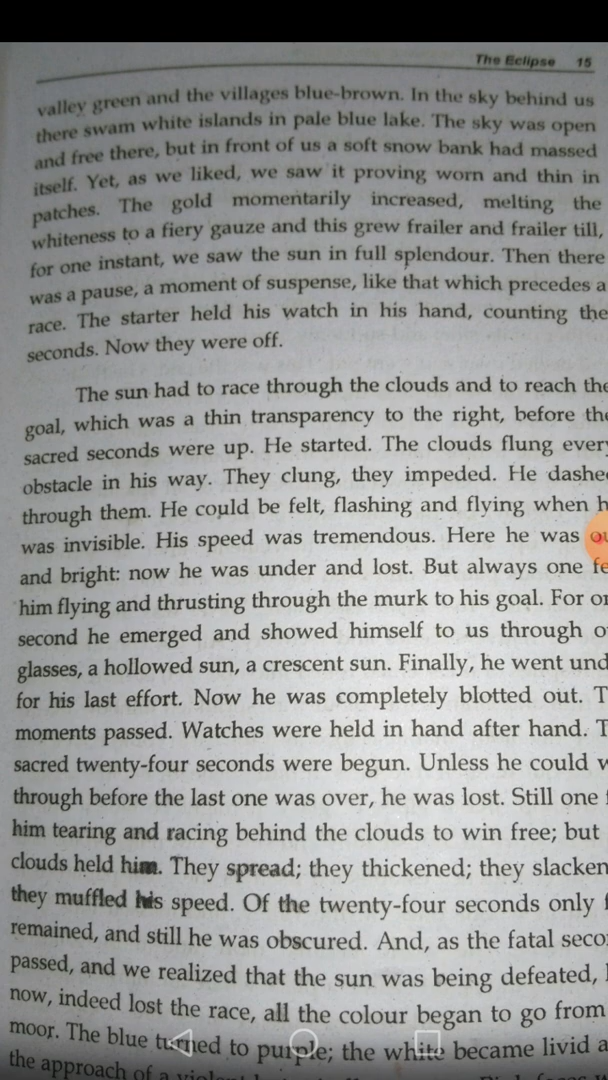 The Eclipse 15
valley green and the villages blue-brown. In the sky behind us
there swam white islands in pale blue lake. The sky was open
and free there, but in front of us a soft snow bank had massed
itself. Yet, as we liked, we saw it proving worn and thin in
patches. The gold momentarily increased, melting the
whiteness to a fiery gauze and this grew frailer and frailer till,
for one instant, we saw the sun in full splendour. Then there
was a pause, a moment of suspense, like that which precedes a
race. The starter held his watch in his hand, counting the
seconds. Now they were off.
The sun had to race through the clouds and to reach the
goal, which was a thin transparency to the right, before the
sacred seconds were up. He started. The clouds flung every
obstacle in his way. They clung, they impeded. He
through them. He could be felt, flashing and flying when
was invisible. His speed was tremendous. Here he was
and bright: now he was under and lost. But always one
him flying and thrusting through the murk to his goal. For
second he emerged and showed himself to us through
glasses, a hollowed sun, a crescent sun. Finally, he went
for his last effort. Now he was completely blotted out.
moments passed. Watches were held in hand after hand.
sacred twenty-four seconds were begun. Unless he could
through before the last one was over, he was lost. Still one
him tearing and racing behind the clouds to win free; but
clouds held him. They spread; they thickened; they
they muffled his speed. Of the twenty-four seconds only
remained, and still he was obscured. And, as the fatal
passed, and we realized that the sun was being defeated,
now, indeed lost the race, all the colour began to go from
moor. The blue turned to purple; the white became livid
the approach of a violent